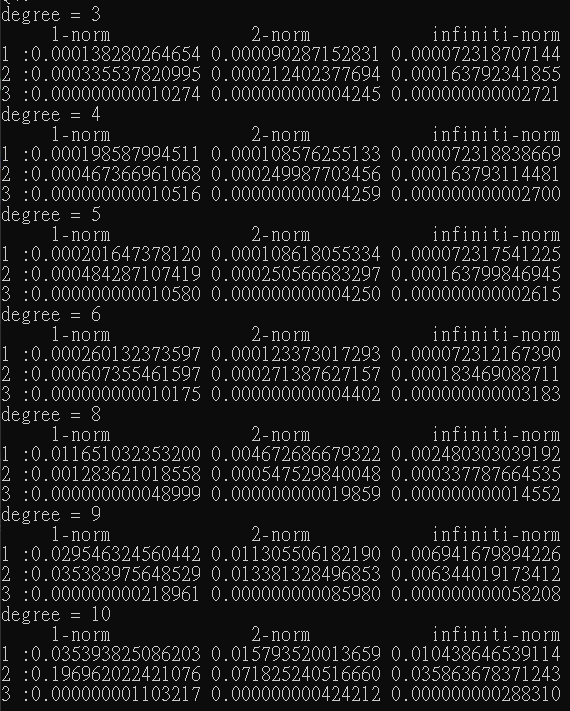 degree = 3
1-norm 2-norm infiniti-norm
1 :0.000138280264654 0.000090287152831 0.000072318707144
2 :0.000335537820995 0.000212402377694 0.000163792341855
3 :0.000000000010274 0.000000000004245 0.000000000002721
degree = 4
1-norm 2-norm infiniti-norm
1 :0.000198587994511 0.000108576255133 0.000072318838669
2 :0.000467366961068 0.000249987703456 0.000163793114481
3 :0.000000000010516 0.000000000004259 0.000000000002700
degree = 5
1-norm 2-norm infiniti-norm
1 :0.000201647378120 0.000108618055334 0.000072317541225
2 :0.000484287107419 0.000250566683297 0.000163799846945
3 :0.000000000010580 0.000000000004250 0.000000000002615
degree = 6
1-norm 2-norm infiniti-norm
1 :0.000260132373597 0.000123373017293 0.000072312167390
2 :0.000607355461597 0.000271387627157 0.000183469088711
3 :0.000000000010175 0.000000000004402 0.000000000003183
degree = 8
1-norm 2-norm infiniti-norm
1 :0.011651032353200 0.004672686679322 0.002480303039192
2 :0.001283621018558 0.000547529840048 0.000337787664535
3 :0.000000000048999 0.000000000019859 0.000000000014552
degree = 9
1-norm 2-norm infiniti-norm
1 :0.029546324560442 0.011305506182190 0.006941679894226
2 :0.035383975648529 0.013381328496853 0.006344019173412
3 :0.000000000218961 0.000000000085980 0.000000000058208
degree = 10
1-norm 2-norm infiniti-norm
1 :0.035393825086203 0.015793520013659 0.010438646539114
2 :0.196962022421076 0.071825240516660 0.035863678371243
3 :0.000000001103217 0.000000000424212 0.000000000288310